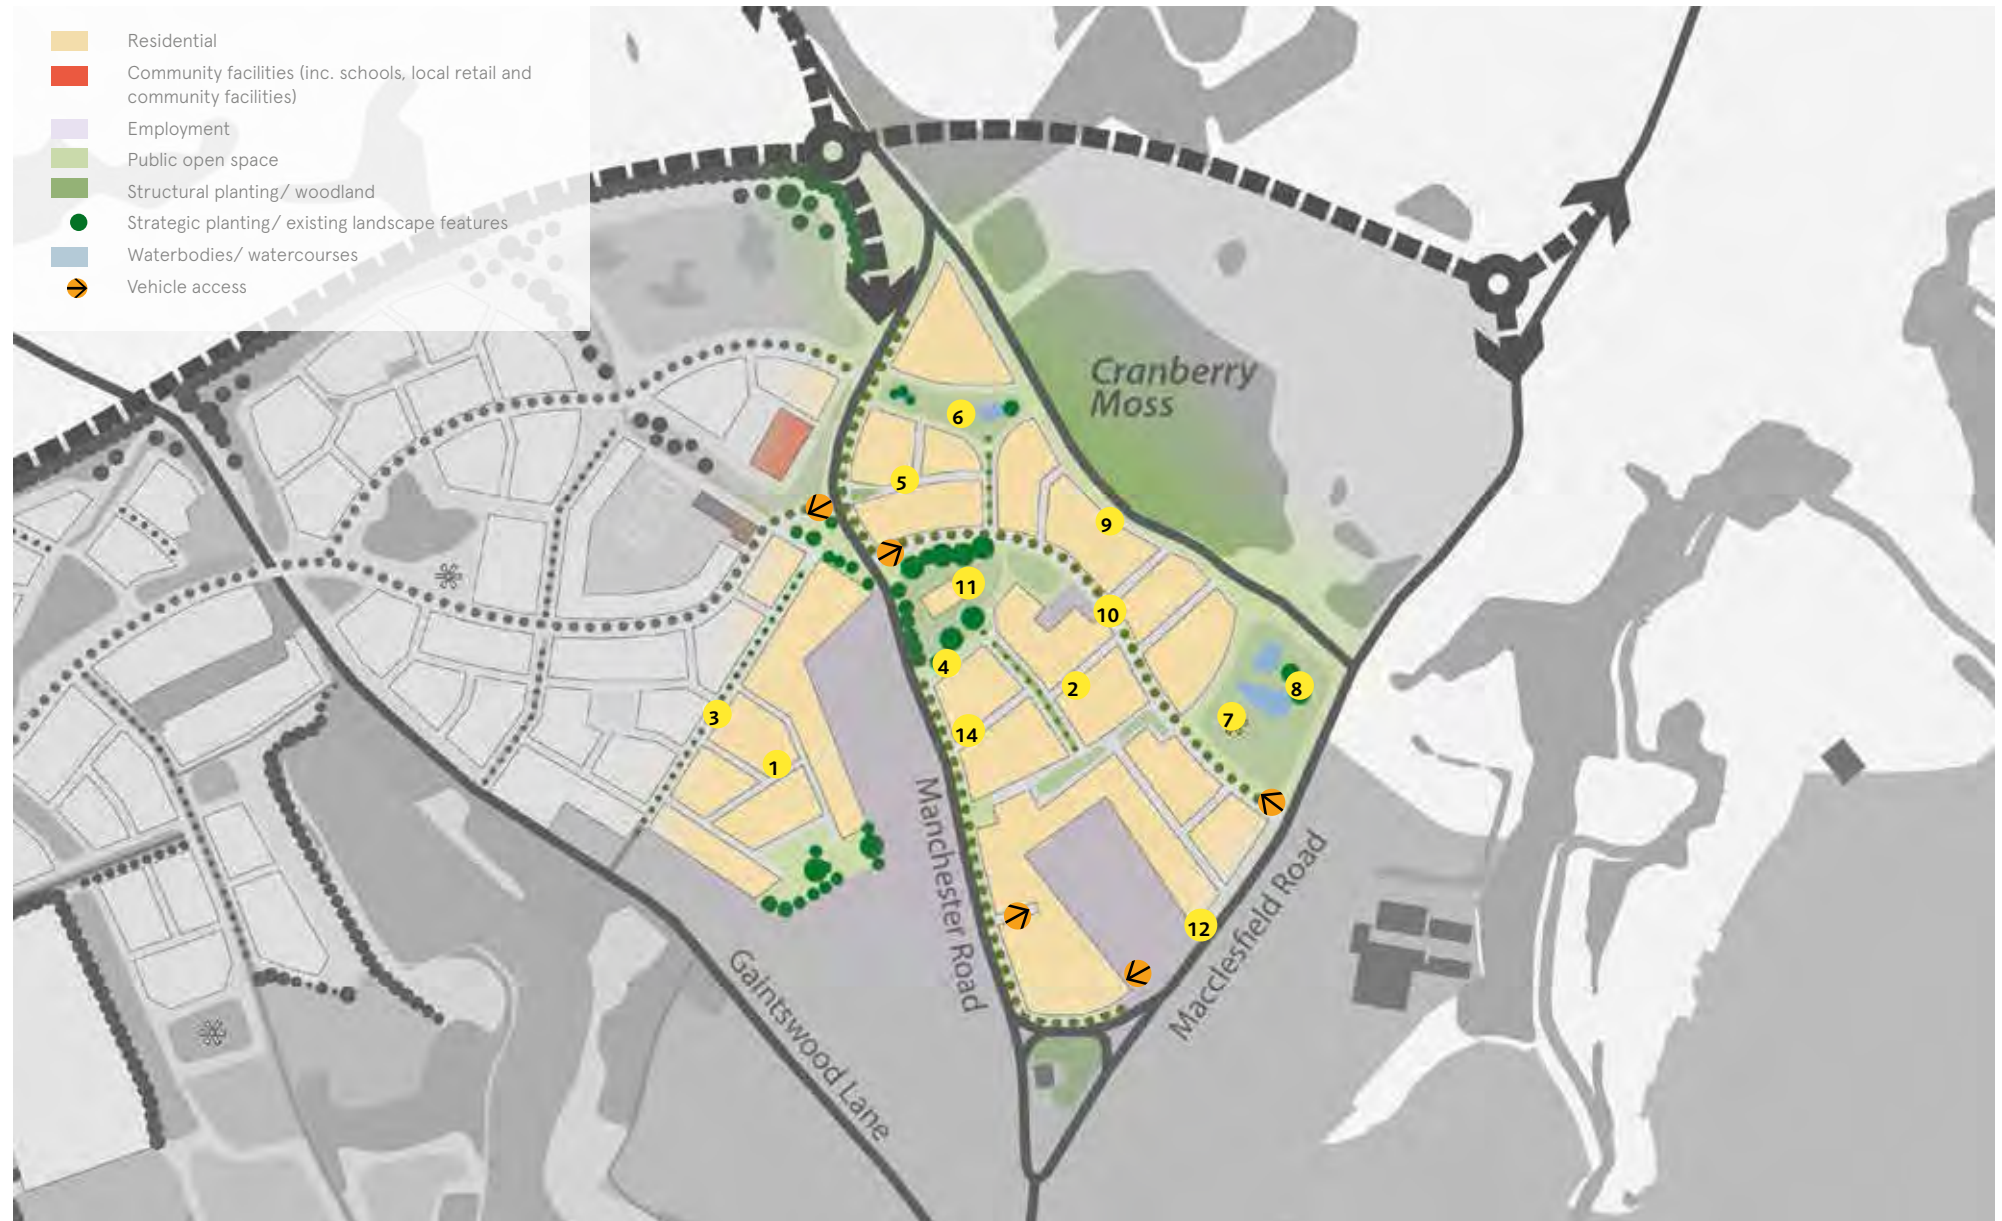 Residential
Community facilities (inc. schools, local retail and
community facilities)
Employment
Public open space
Structural planting/ woodland
Strategic planting/ existing landscape features
Waterbodies/ watercourses
Vehicle access
Cranberry
Moss
6
5
9
11
10
4
2
8
7
3
14
1
12
Manchester Road
Macclesfield Road
Gaintswood Lane